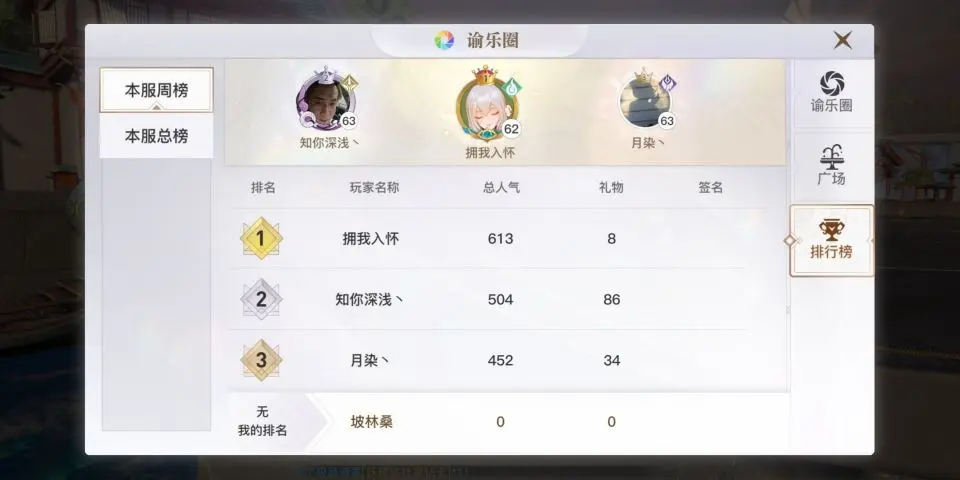 谕乐圈
本服周榜
本服总榜
63
知你深浅丶
62
拥我入怀
63
月染丶
谕乐圈
广场
排行榜
排名 玩家名称 总人气 礼物 签名
1 拥我入怀 613 8
2 知你深浅丶 504 86
3 月染丶 452 34
无
我的排名
坡林桑 0 0